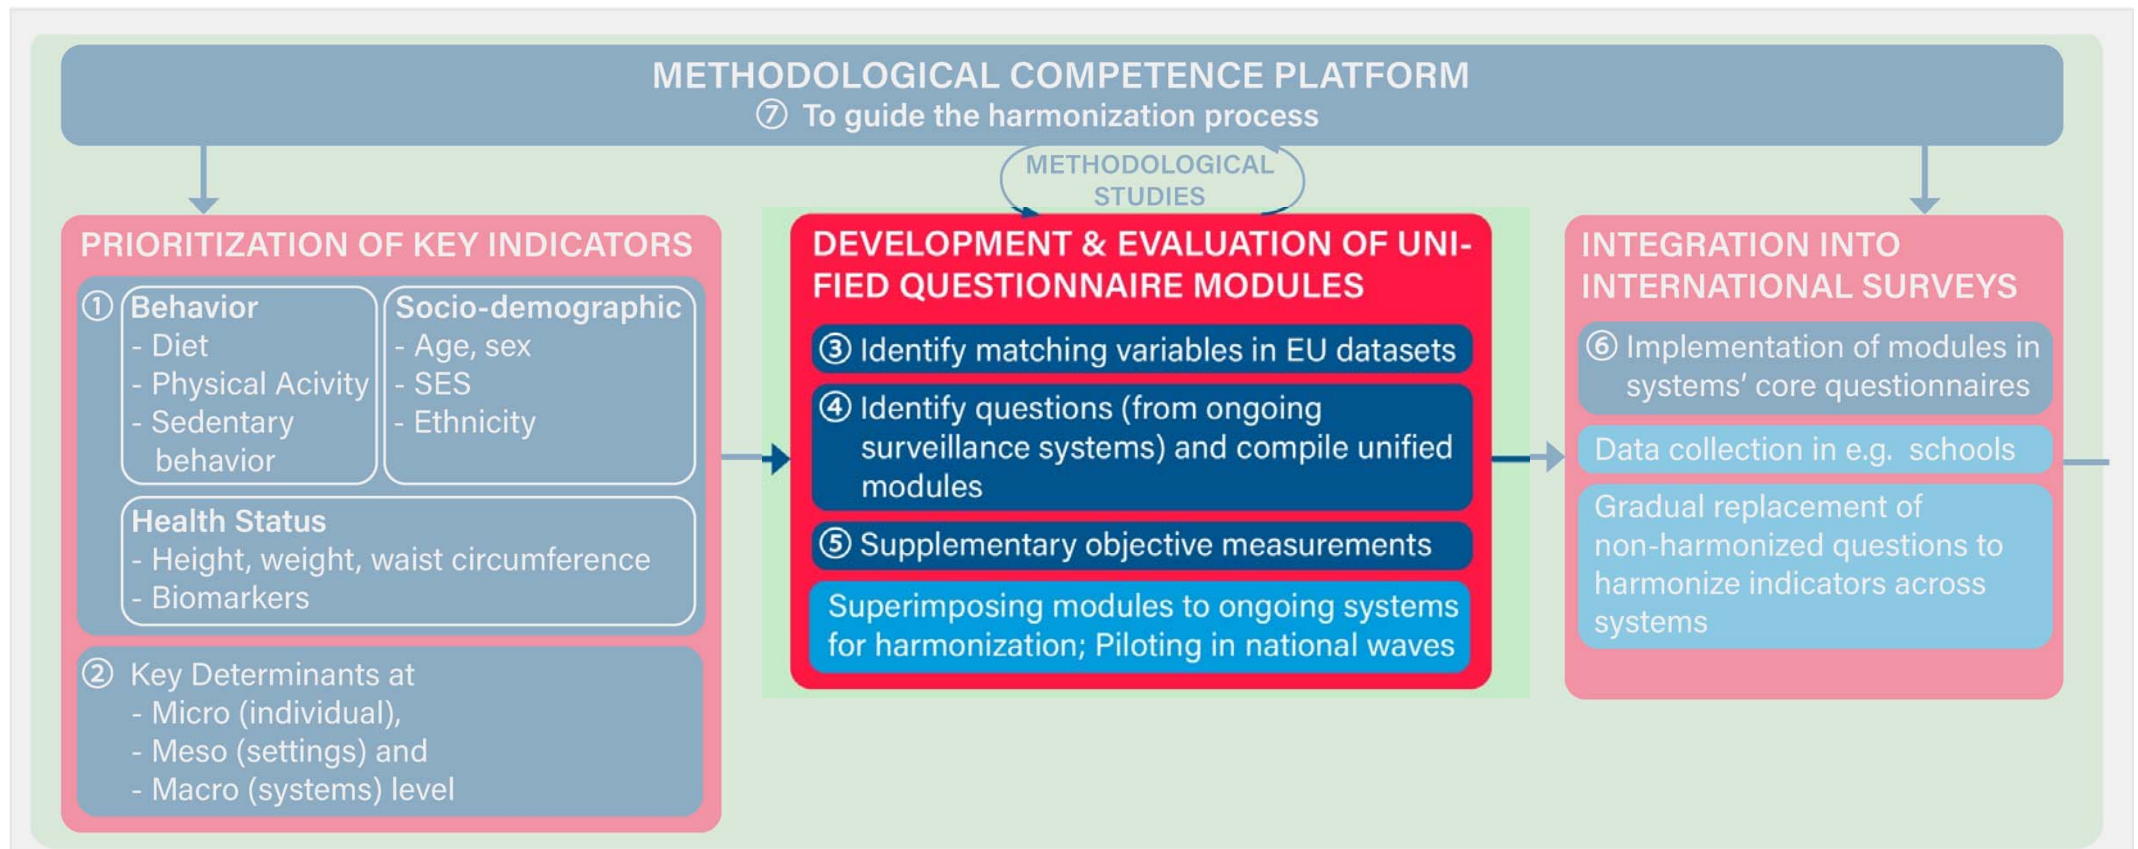 METHODOLOGICAL COMPETENCE PLATFORM
⑦ To guide the harmonization process
METHODOLOGICAL
STUDIES
PRIORITIZATION OF KEY INDICATORS
① Behavior
- Diet
- Physical Acivity
- Sedentary
behavior
Socio-demographic
- Age, sex
- SES
- Ethnicity
Health Status
- Height, weight, waist circumference
- Biomarkers
② Key Determinants at
- Micro (individual),
- Meso (settings) and
- Macro (systems) level
DEVELOPMENT & EVALUATION OF UNI-
FIED QUESTIONNAIRE MODULES
③ Identify matching variables in EU datasets
④ Identify questions (from ongoing
surveillance systems) and compile unified
modules
⑤ Supplementary objective measurements
Superimposing modules to ongoing systems
for harmonization; Piloting in national waves
INTEGRATION INTO
INTERNATIONAL SURVEYS
⑥ Implementation of modules in
systems' core questionnaires
Data collection in e.g. schools
Gradual replacement of
non-harmonized questions to
harmonize indicators across
systems